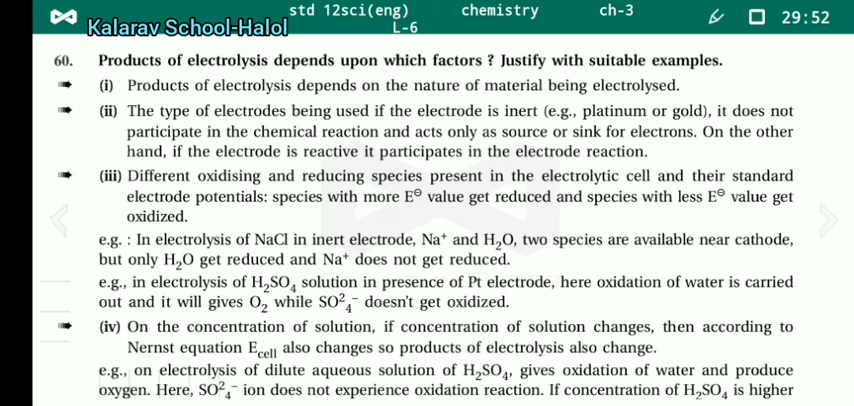 std 12sci(eng) chemistry ch-3 29:52
Kalarav School-Halol L-6
60. Products of electrolysis depends upon which factors ? Justify with suitable examples.
(i) Products of electrolysis depends on the nature of material being electrolysed.
(ii) The type of electrodes being used if the electrode is inert (e.g., platinum or gold), it does not
participate in the chemical reaction and acts only as source or sink for electrons. On the other
hand, if the electrode is reactive it participates in the electrode reaction.
(iii) Different oxidising and reducing species present in the electrolytic cell and their standard
electrode potentials: species with more E⊖ value get reduced and species with less E⊖ value get
oxidized.
e.g. : In electrolysis of NaCl in inert electrode, Na⁺ and H₂O, two species are available near cathode,
but only H₂O get reduced and Na⁺ does not get reduced.
e.g., in electrolysis of H₂SO₄ solution in presence of Pt electrode, here oxidation of water is carried
out and it will gives O₂ while SO²₄⁻ doesn't get oxidized.
(iv) On the concentration of solution, if concentration of solution changes, then according to
Nernst equation E_cell also changes so products of electrolysis also change.
e.g., on electrolysis of dilute aqueous solution of H₂SO₄, gives oxidation of water and produce
oxygen. Here, SO²₄⁻ ion does not experience oxidation reaction. If concentration of H₂SO₄ is higher